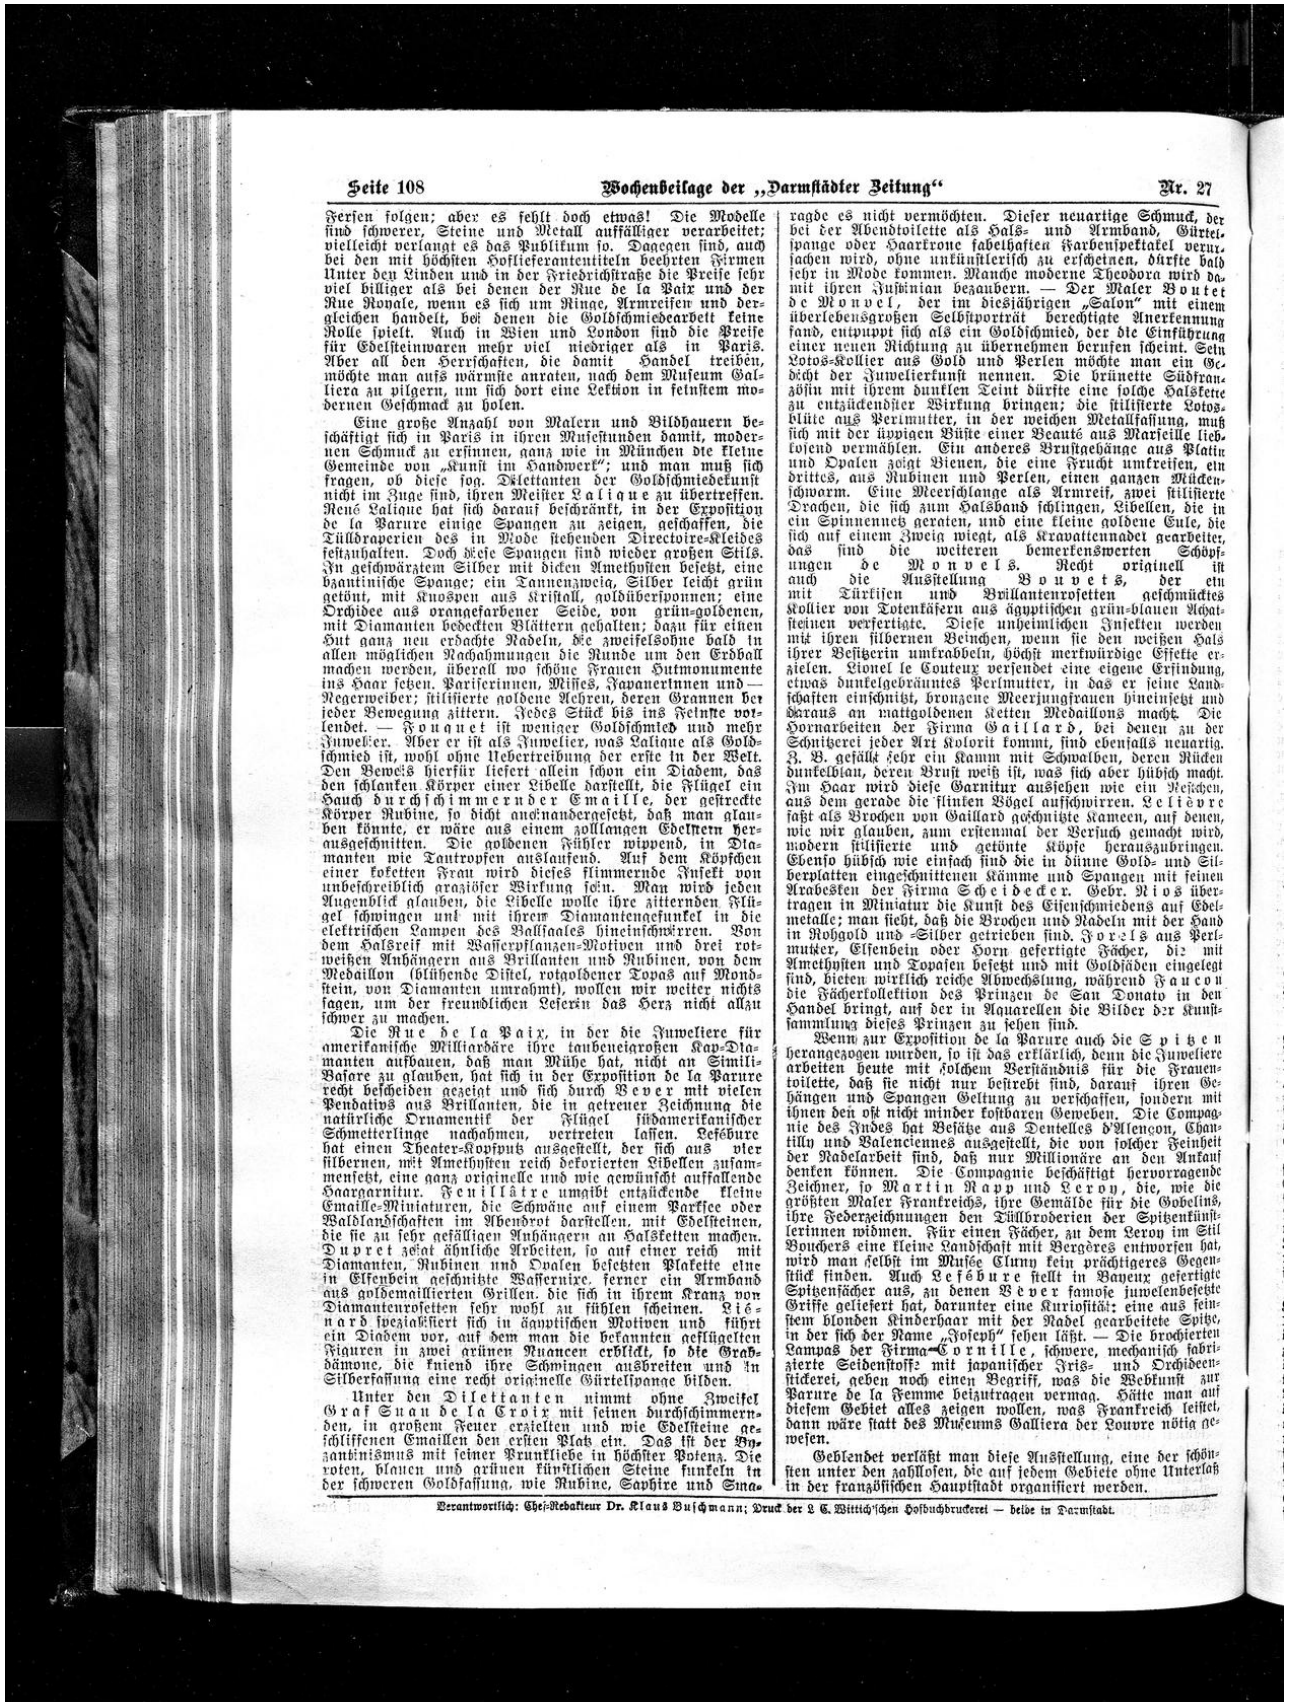 Seite 108
Wochenbeilage der „Darmstädter Zeitung“
Nr. 27
Fersen folgen; aber es fehlt doch etwas! Die Modelle
sind schwerer, Steine und Metall auffälliger verarbeitet;
vielleicht verlangt es das Publikum so. Dagegen sind, auch
bei den mit höchsten Hoflieferantentiteln beehrten Firmen
Unter den Linden und in der Friedrichstraße die Preise sehr
viel billiger als bei denen der Rue de la Paix und der
Rue Royale, wenn es sich um Ringe, Armreifen und der-
gleichen handelt, bei denen die Goldschmiedearbeit keine
Rolle spielt. Auch in Wien und London sind die Preise
für Edelsteinwaren mehr viel niedriger als in Paris.
Aber all den Herrschaften, die damit Handel treiben,
möchte man aufs wärmste anraten, nach dem Museum Gal-
liera zu pilgern, um sich dort eine Lektion in feinstem mo-
dernen Geschmack zu holen.
Eine große Anzahl von Malern und Bildhauern be-
schäftigt sich in Paris in ihren Musestunden damit, moder-
nen Schmuck zu ersinnen, ganz wie in München die kleine
Gemeinde von „Kunst im Handwerk“; und man muß sich
fragen, ob diese sog. Dilettanten der Goldschmiedekunst
nicht im Zuge sind, ihren Meister Lalique zu übertreffen.
René Lalique hat sich darauf beschränkt, in der Exposition
de la Parure einige Spangen zu zeigen, geschaffen, die
Tülldraperien des in Mode stehenden Directoire-Kleides
festzuhalten. Doch diese Spangen sind wieder großen Stils.
In geschwärztem Silber mit dicken Amethysten besetzt, eine
bzantinische Spange; ein Tannenzweig, Silber leicht grün
getönt, mit Knospen aus Kristall, goldübersponnen; eine
Orchidee aus orangefarbener Seide, von grün-goldenen,
mit Diamanten bedeckten Blättern gehalten; dazu für einen
Hut ganz neu erdachte Nadeln, die zweifelsohne bald in
allen möglichen Nachahmungen die Runde um den Erdball
machen werden, überall wo schöne Frauen Hutmonumente
ins Haar setzen. Pariserinnen, Misses, Japanerinnen und —
Negerweiber; stilisierte goldene Aehren, deren Grannen bei
jeder Bewegung zittern. Jedes Stück bis ins Feinste vol-
lendet. — Fouquet ist weniger Goldschmied und mehr
Juwelier. Aber er ist als Juwelier, was Lalique als Gold-
schmied ist, wohl ohne Uebertreibung der erste in der Welt.
Den Beweis hierfür liefert allein schon ein Diadem, das
den schlanken Körper einer Libelle darstellt, die Flügel ein
Hauch durchschimmernder Emaille, der gestreckte
Körper Rubine, so dicht aneinandergesetzt, daß man glau-
ben könnte, er wäre aus einem zolllangen Edelstein her-
ausgeschnitten. Die goldenen Fühler wippend, in Dia-
manten wie Tautropfen auslaufend. Auf dem Köpfchen
einer koketten Frau wird dieses flimmernde Insekt von
unbeschreiblich graziöser Wirkung sein. Man wird jeden
Augenblick glauben, die Libelle wolle ihre zitternden Flü-
gel schwingen und mit ihrem Diamantengefunkel in die
elektrischen Lampen des Ballsaales hineinschwirren. Von
dem Halsreif mit Wasserpflanzen-Motiven und drei rot-
weißen Anhängern aus Brillanten und Rubinen, von dem
Medaillon (blühende Distel, rotgoldener Topas auf Mond-
stein, von Diamanten umrahmt), wollen wir weiter nichts
sagen, um der freundlichen Leserin das Herz nicht allzu
schwer zu machen.
Die Rue de la Paix, in der die Juweliere für
amerikanische Milliardäre ihre taubeneigroßen Kap-Dia-
manten aufbauen, daß man Mühe hat, nicht an Simili-
Basare zu glauben, hat sich in der Exposition de la Parure
recht bescheiden gezeigt und sich durch Vever mit vielen
Pendativs aus Brillanten, die in getreuer Zeichnung die
natürliche Ornamentik der Flügel südamerikanischer
Schmetterlinge nachahmen, vertreten lassen. Lefébure
hat einen Theater-Kopfputz ausgestellt, der sich aus vier
silbernen, mit Amethysten reich dekorierten Libellen zusam-
mensetzt, eine ganz originelle und wie gewünscht auffallende
Haargarnitur. Feuillâtre umgibt entzückende kleine
Emaille-Miniaturen, die Schwäne auf einem Parksee oder
Waldlandschaften im Abendrot darstellen, mit Edelsteinen,
die sie zu sehr gefälligen Anhängern an Halsketten machen.
Dupret zeigt ähnliche Arbeiten, so auf einer reich mit
Diamanten, Rubinen und Opalen besetzten Plakette eine
in Elfenbein geschnitzte Wassernixe, ferner ein Armband
aus goldemaillierten Grillen, die sich in ihrem Kranz von
Diamantenrosetten sehr wohl zu fühlen scheinen. Lié-
nard spezialisiert sich in ägyptischen Motiven und führt
ein Diadem vor, auf dem man die bekannten geflügelten
Figuren in zwei grünen Nuancen erblickt, so die Grab-
dämone, die kniend ihre Schwingen ausbreiten und in
Silberfassung eine recht originelle Gürtelspange bilden.
Unter den Dilettanten nimmt ohne Zweifel
Graf Suau de la Croix mit seinen durchschimmern-
den, in großem Feuer erzielten und wie Edelsteine ge-
schliffenen Emaillen den ersten Platz ein. Das ist der By-
zantinismus mit seiner Prunkliebe in höchster Potenz. Die
roten, blauen und grünen künstlichen Steine funkeln in
der schweren Goldfassung, wie Rubine, Saphire und Sma-
ragde es nicht vermöchten. Dieser neuartige Schmuck, der
bei der Abendtoilette als Hals- und Armband, Gürtel-
spange oder Haarkrone fabelhaften Farbenspektakel verur-
sachen wird, ohne unkünstlerisch zu erscheinen, dürfte bald
sehr in Mode kommen. Manche moderne Theodora wird da-
mit ihren Justinian bezaubern. — Der Maler Boutet
de Monvel, der im diesjährigen „Salon“ mit einem
überlebensgroßen Selbstporträt berechtigte Anerkennung
fand, entpuppt sich als ein Goldschmied, der die Einführung
einer neuen Richtung zu übernehmen berufen scheint. Sein
Lotos-Kollier aus Gold und Perlen möchte man ein Ge-
dicht der Juwelierkunst nennen. Die brünette Südfran-
zösin mit ihrem dunklen Teint dürfte eine solche Halskette
zu entzückendster Wirkung bringen; die stilisierte Lotos-
blüte aus Perlmutter, in der weichen Metallfassung, muß
sich mit der üppigen Büste einer Beauté aus Marseille lieb-
kosend vermählen. Ein anderes Brustgehänge aus Platin
und Opalen zeigt Bienen, die eine Frucht umkreisen, ein
drittes, aus Rubinen und Perlen, einen ganzen Mücken-
schwarm. Eine Meerschlange als Armreif, zwei stilisierte
Drachen, die sich zum Halsband schlingen, Libellen, die in
ein Spinnennetz geraten, und eine kleine goldene Eule, die
sich auf einem Zweig wiegt, als Kravattennadel gearbeitet,
das sind die weiteren bemerkenswerten Schöpf-
ungen de Monvels. Recht originell ist
auch die Ausstellung Bouvets, der ein
mit Türkisen und Brillantenrosetten geschmücktes
Kollier von Totenkäfern aus ägyptischen grün-blauen Achat-
steinen verfertigte. Diese unheimlichen Insekten werden
mit ihren silbernen Beinchen, wenn sie den weißen Hals
ihrer Besitzerin umkrabbeln, höchst merkwürdige Effekte er-
zielen. Lionel le Couteux versendet eine eigene Erfindung,
etwas dunkelgebräuntes Perlmutter, in das er seine Land-
schaften einschnitzt, bronzene Meerjungfrauen hineinsetzt und
daraus an mattgoldenen Ketten Medaillons macht. Die
Hornarbeiten der Firma Gaillard, bei denen zu der
Schnitzerei jeder Art Kolorit kommt, sind ebenfalls neuartig.
Z. B. gefällt sehr ein Kamm mit Schwalben, deren Rücken
dunkelblau, deren Brust weiß ist, was sich aber hübsch macht.
Im Haar wird diese Garnitur aussehen wie ein Nestchen,
aus dem gerade die flinken Vögel aufschwirren. Lelièvre
faßt als Brochen von Gaillard geschnitzte Kameen, auf denen,
wie wir glauben, zum erstenmal der Versuch gemacht wird,
modern stilisierte und getönte Köpfe herauszubringen.
Ebenso hübsch wie einfach sind die in dünne Gold- und Sil-
berplatten eingeschnittenen Kämme und Spangen mit seinen
Arabesken der Firma Scheidecker. Gebr. Nios über-
tragen in Miniatur die Kunst des Eisenschmiedens auf Edel-
metalle; man sieht, daß die Brochen und Nadeln mit der Hand
in Rohgold und -Silber getrieben sind. Jorels aus Perl-
mutter, Elfenbein oder Horn gefertigte Fächer, die mit
Amethysten und Topasen besetzt und mit Goldfäden eingelegt
sind, bieten wirklich reiche Abwechslung, während Faucon
die Fächerkollektion des Prinzen de San Donato in den
Handel bringt, auf der in Aquarellen die Bilder der Kunst-
sammlung dieses Prinzen zu sehen sind.
Wenn zur Exposition de la Parure auch die Spitzen
herangezogen wurden, so ist das erklärlich, denn die Juweliere
arbeiten heute mit solchem Verständnis für die Frauen-
toilette, daß sie nicht nur bestrebt sind, darauf ihren Ge-
hängen und Spangen Geltung zu verschaffen, sondern mit
ihnen den oft nicht minder kostbaren Geweben. Die Compag-
nie des Indes hat Besätze aus Dentelles d'Alençon, Chan-
tilly und Valenciennes ausgestellt, die von solcher Feinheit
der Nadelarbeit sind, daß nur Millionäre an den Ankauf
denken können. Die Compagnie beschäftigt hervorragende
Zeichner, so Martin Rapp und Leroy, die, wie die
größten Maler Frankreichs, ihre Gemälde für die Gobelins,
ihre Federzeichnungen den Tüllbroderien der Spitzenkünst-
lerinnen widmen. Für einen Fächer, zu dem Leroy im Stil
Bouchers eine kleine Landschaft mit Bergères entworfen hat,
wird man selbst im Musée Cluny kein prächtigeres Gegen-
stück finden. Auch Lefébure stellt in Bayeux gefertigte
Spitzenfächer aus, zu denen Vever famose juwelenbesetzte
Griffe geliefert hat, darunter eine Kuriosität: eine aus fein-
stem blonden Kinderhaar mit der Nadel gearbeitete Spitze,
in der sich der Name „Joseph“ sehen läßt. — Die brochierten
Lampas der Firma Cornille, schwere, mechanisch fabri-
zierte Seidenstoffe mit japanischer Iris- und Orchideen-
stickerei, geben noch einen Begriff, was die Webkunst zur
Parure de la Femme beizutragen vermag. Hätte man auf
diesem Gebiet alles zeigen wollen, was Frankreich leistet,
dann wäre statt des Museums Galliera der Louvre nötig ge-
wesen.
Geblendet verläßt man diese Ausstellung, eine der schön-
sten unter den zahllosen, die auf jedem Gebiete ohne Unterlaß
in der französischen Hauptstadt organisiert werden.
Verantwortlich: Chef-Redakteur Dr. Klaus Buschmann; Druck der L C. Wittich'schen Hofbuchdruckerei — beide in Darmstadt.